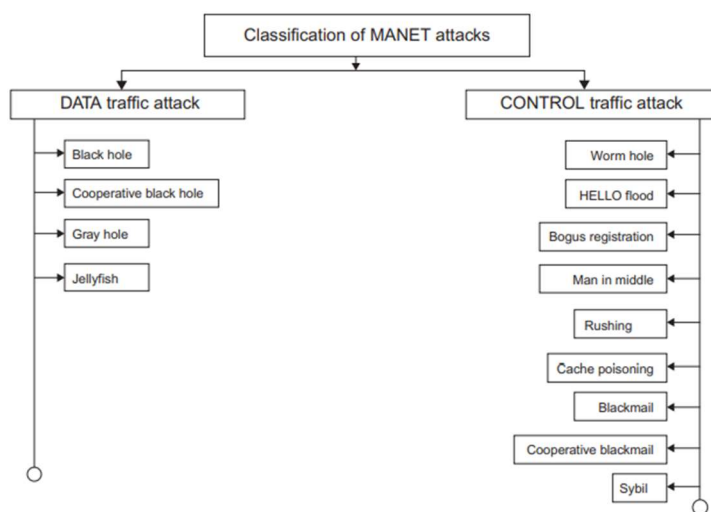 Classification of MANET attacks
DATA traffic attack
Black hole
Cooperative black hole
Gray hole
Jellyfish
CONTROL traffic attack
Worm hole
HELLO flood
Bogus registration
Man in middle
Rushing
Cache poisoning
Blackmail
Cooperative blackmail
Sybil